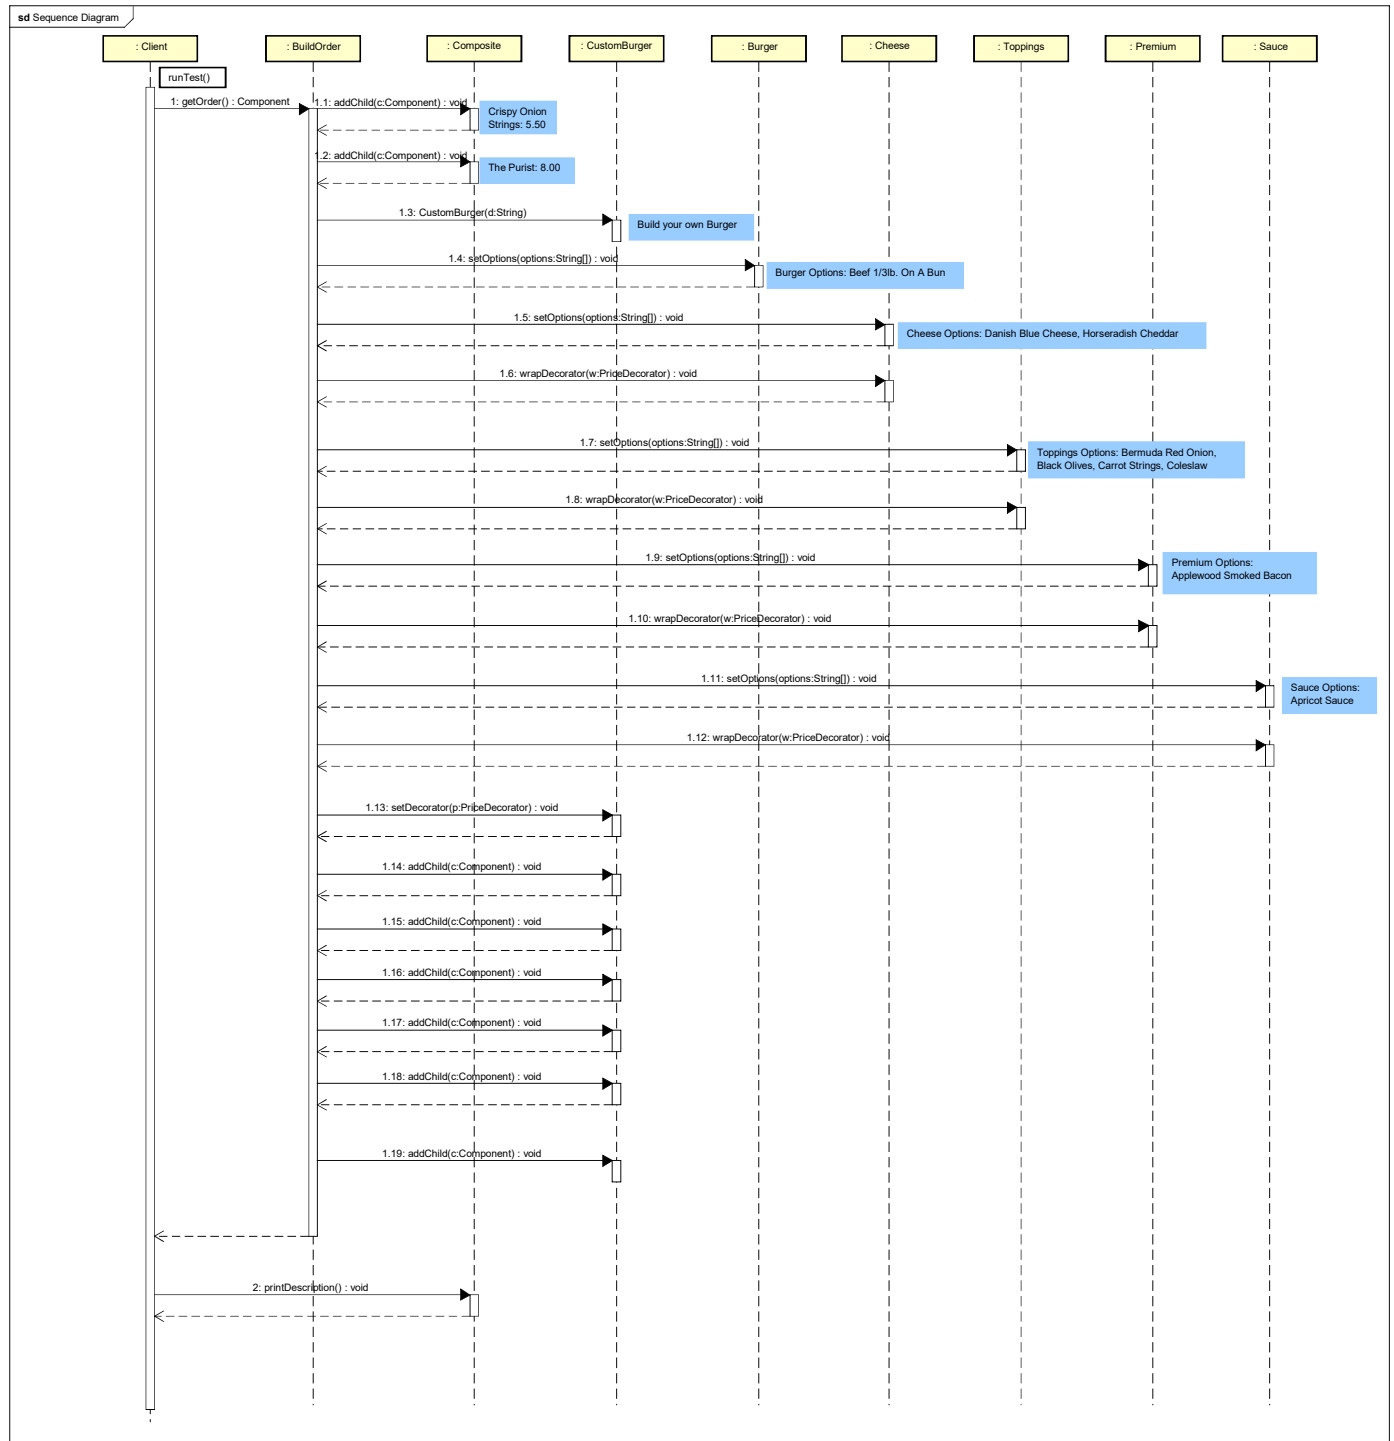 sd Sequence Diagram
: Client
: BuildOrder
: Composite
: CustomBurger
: Burger
: Cheese
: Toppings
: Premium
: Sauce
runTest()
1: getOrder() : Component
1.1: addChild(c:Component) : void
Crispy Onion
Strings: 5.50
1.2: addChild(c:Component) : void
The Purist: 8.00
1.3: CustomBurger(d:String)
Build your own Burger
1.4: setOptions(options:String[]) : void
Burger Options: Beef 1/3lb. On A Bun
1.5: setOptions(options:String[]) : void
Cheese Options: Danish Blue Cheese, Horseradish Cheddar
1.6: wrapDecorator(w:PriceDecorator) : void
1.7: setOptions(options:String[]) : void
Toppings Options: Bermuda Red Onion,
Black Olives, Carrot Strings, Coleslaw
1.8: wrapDecorator(w:PriceDecorator) : void
1.9: setOptions(options:String[]) : void
Premium Options:
Applewood Smoked Bacon
1.10: wrapDecorator(w:PriceDecorator) : void
1.11: setOptions(options:String[]) : void
Sauce Options:
Apricot Sauce
1.12: wrapDecorator(w:PriceDecorator) : void
1.13: setDecorator(p:PriceDecorator) : void
1.14: addChild(c:Component) : void
1.15: addChild(c:Component) : void
1.16: addChild(c:Component) : void
1.17: addChild(c:Component) : void
1.18: addChild(c:Component) : void
1.19: addChild(c:Component) : void
2: printDescription() : void